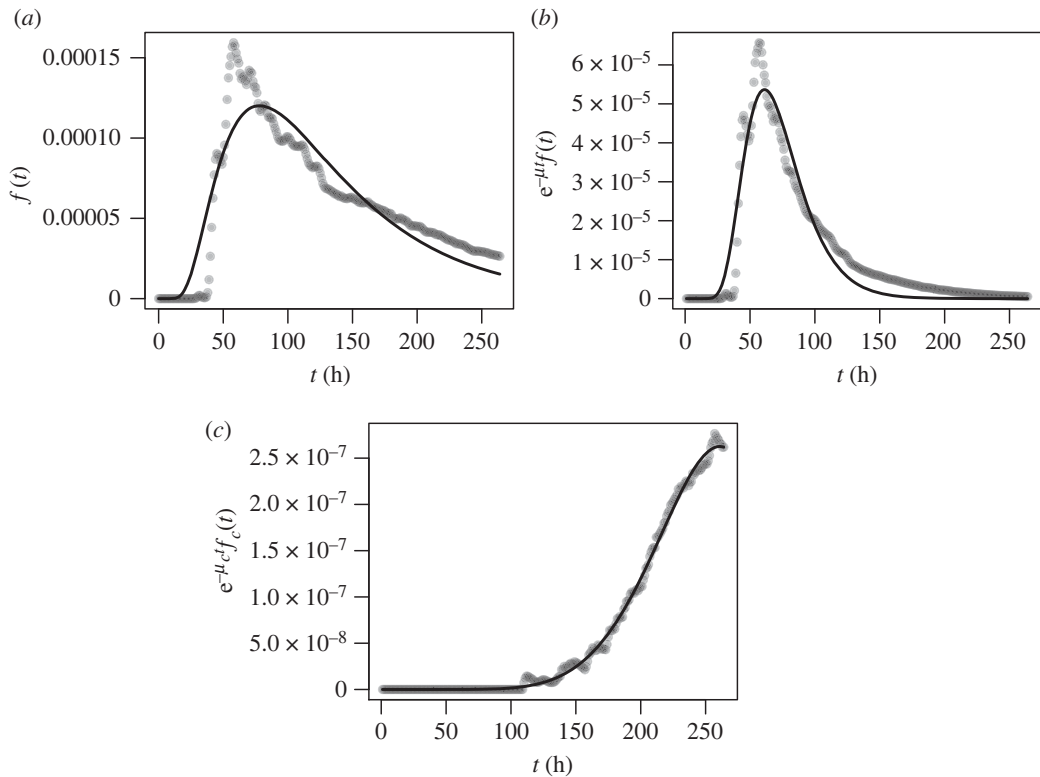 (a)
0.00015
0.00010
0.00005
0
f (t)
0 50 100 150 200 250
t (h)
(b)
6 × 10⁻⁵
5 × 10⁻⁵
4 × 10⁻⁵
3 × 10⁻⁵
2 × 10⁻⁵
1 × 10⁻⁵
0
e⁻μᵗf(t)
0 50 100 150 200 250
t (h)
(c)
2.5 × 10⁻⁷
2.0 × 10⁻⁷
1.5 × 10⁻⁷
1.0 × 10⁻⁷
5.0 × 10⁻⁸
0
e⁻μcᵗf_c(t)
0 50 100 150 200 250
t (h)